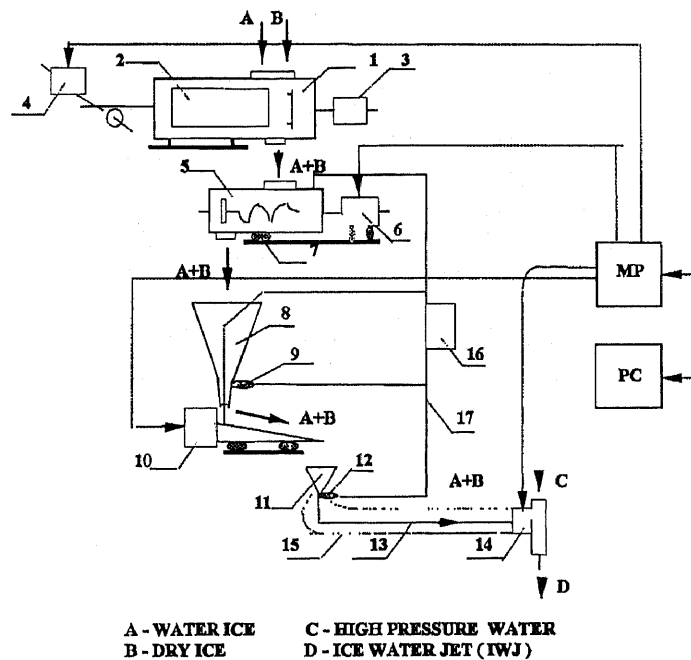 A B
2 1 3
4
A+B
5
6
7
A+B
MP
8
9
16
PC
A+B
17
10
12
11 A+B C
15 13 14
D
A - WATER ICE C - HIGH PRESSURE WATER
B - DRY ICE D - ICE WATER JET ( IWJ )